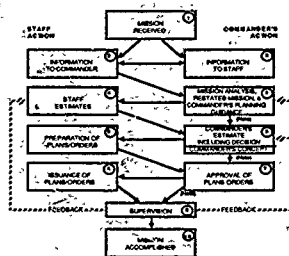 MISSION
RECEIVED
STAFF
ACTION
COMMANDER'S
ACTION
INFORMATION
TO COMMANDER
INFORMATION
TO STAFF
STAFF
ESTIMATES
MISSION ANALYSIS,
RESTATED MISSION &
COMMANDER'S PLANNING
GUIDANCE
PREPARATION OF
PLANS/ORDERS
COMMANDER'S
ESTIMATE
INCLUDING DECISION
COMMANDER'S CONCEPT
ISSUANCE OF
PLANS/ORDERS
APPROVAL OF
PLANS ORDERS
FEEDBACK
SUPERVISION
FEEDBACK
MISSION
ACCOMPLISHED